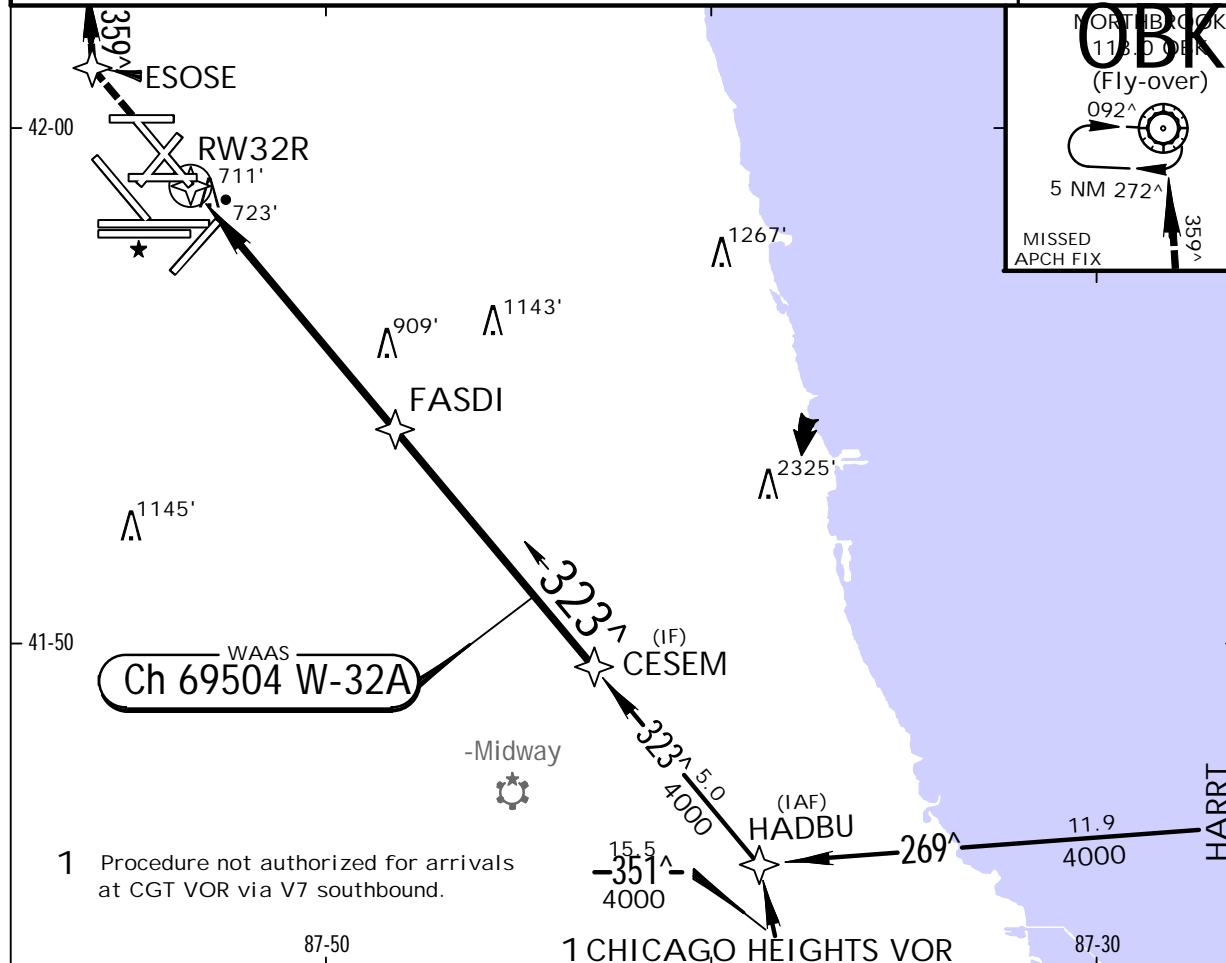 359^
ESOSE
42-00
RW32R
711'
723'
NORTHBROOK
OBK
113.0 OBK
(Fly-over)
092^
5 NM 272^
359^
MISSED
APCH FIX
1267'
909'
1143'
FASDI
2325'
1145'
323^
(IF)
CESEM
41-50
WAAS
Ch 69504 W-32A
-Midway
323^ 5.0
4000
(IAF)
HADBU
HARRT
269^
11.9
4000
15.5
351^
4000
1 Procedure not authorized for arrivals
at CGT VOR via V7 southbound.
87-50
1 CHICAGO HEIGHTS VOR
87-30